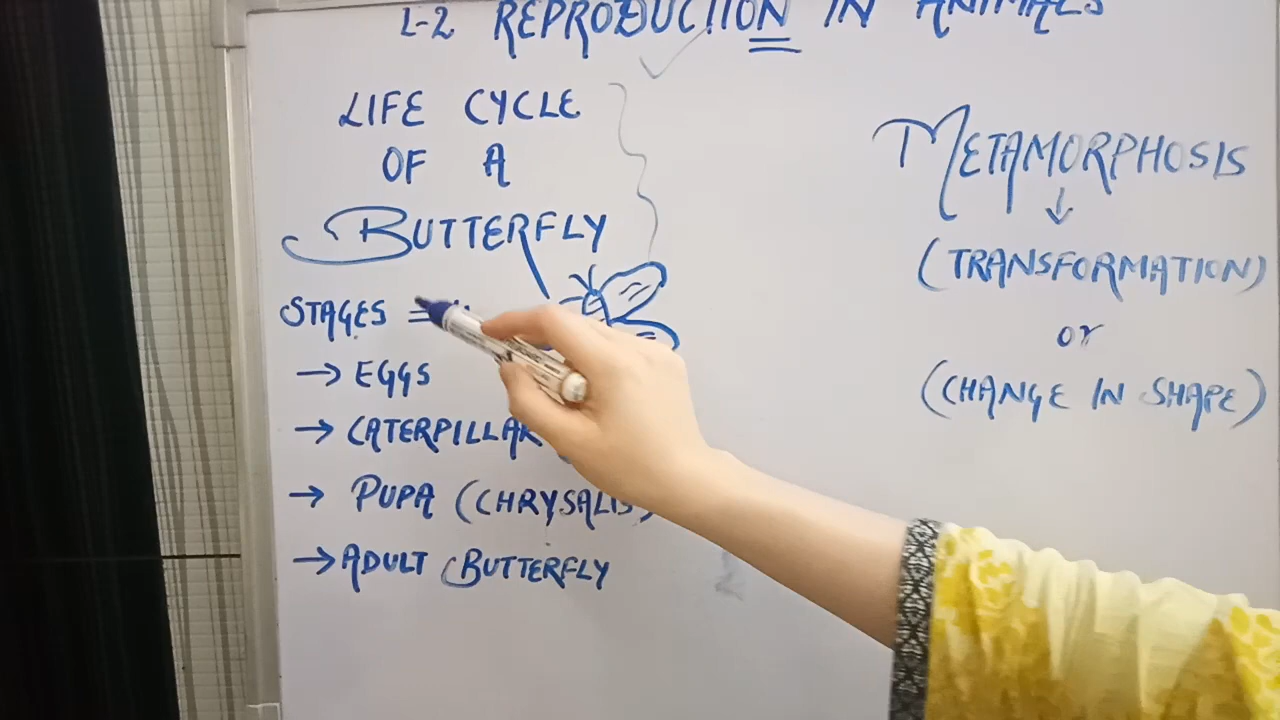 L-2 REPRODUCTION IN ANIMALS
LIFE CYCLE
OF A
BUTTERFLY
STAGES =
→ EGGS
→ CATERPILLAR
→ PUPA (CHRYSALIS)
→ ADULT BUTTERFLY
METAMORPHOSIS
↓
(TRANSFORMATION)
or
(CHANGE IN SHAPE)